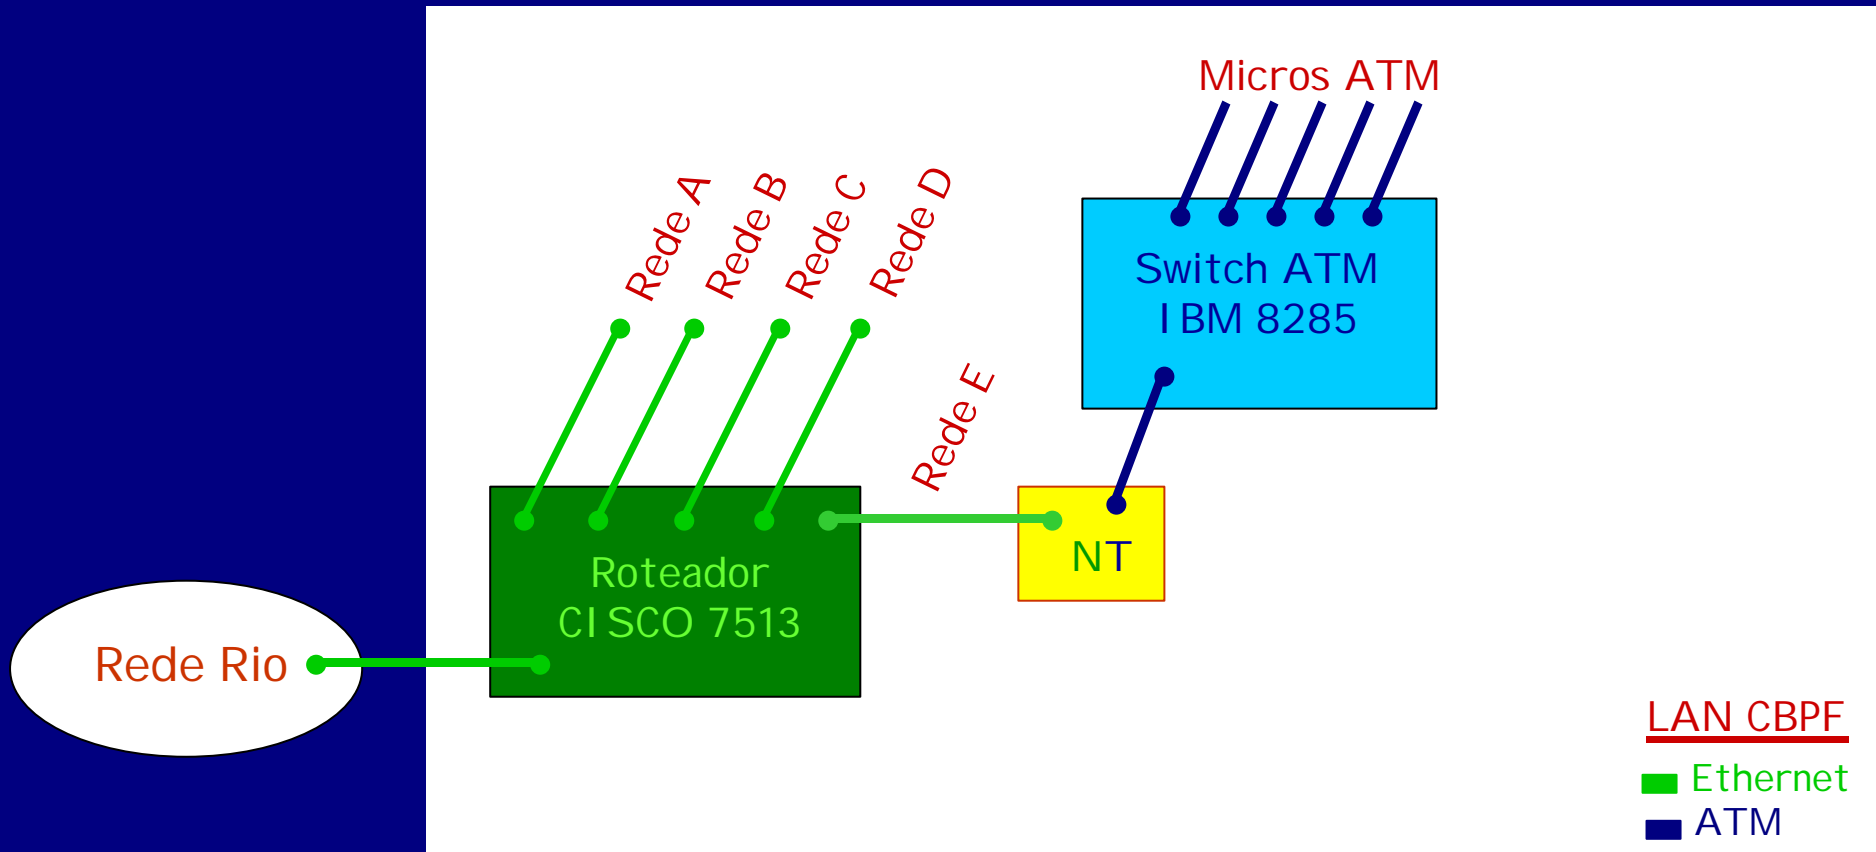 Micros ATM
Rede A
Rede B
Rede C
Rede D
Switch ATM
IBM 8285
Rede E
NT
Roteador
CISCO 7513
Rede Rio
LAN CBPF
Ethernet
ATM